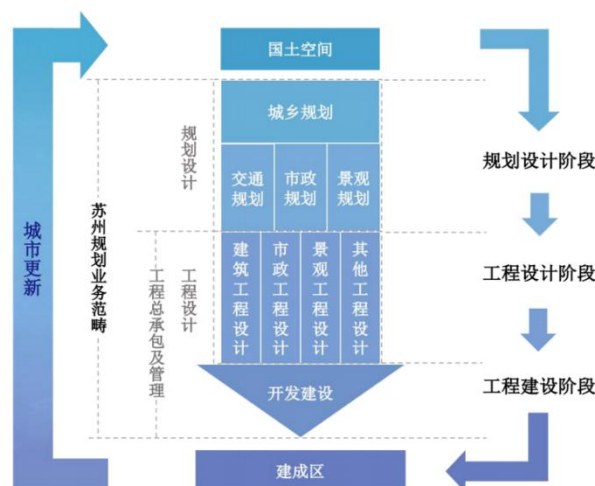 国土空间
城乡规划
规划设计
交通
规划
市政
规划
景观
规划
规划设计阶段
城市更新
苏州规划业务范畴
工程总承包及管理
工程设计
建筑工程设计
市政工程设计
景观工程设计
其他工程设计
工程设计阶段
开发建设
工程建设阶段
建成区